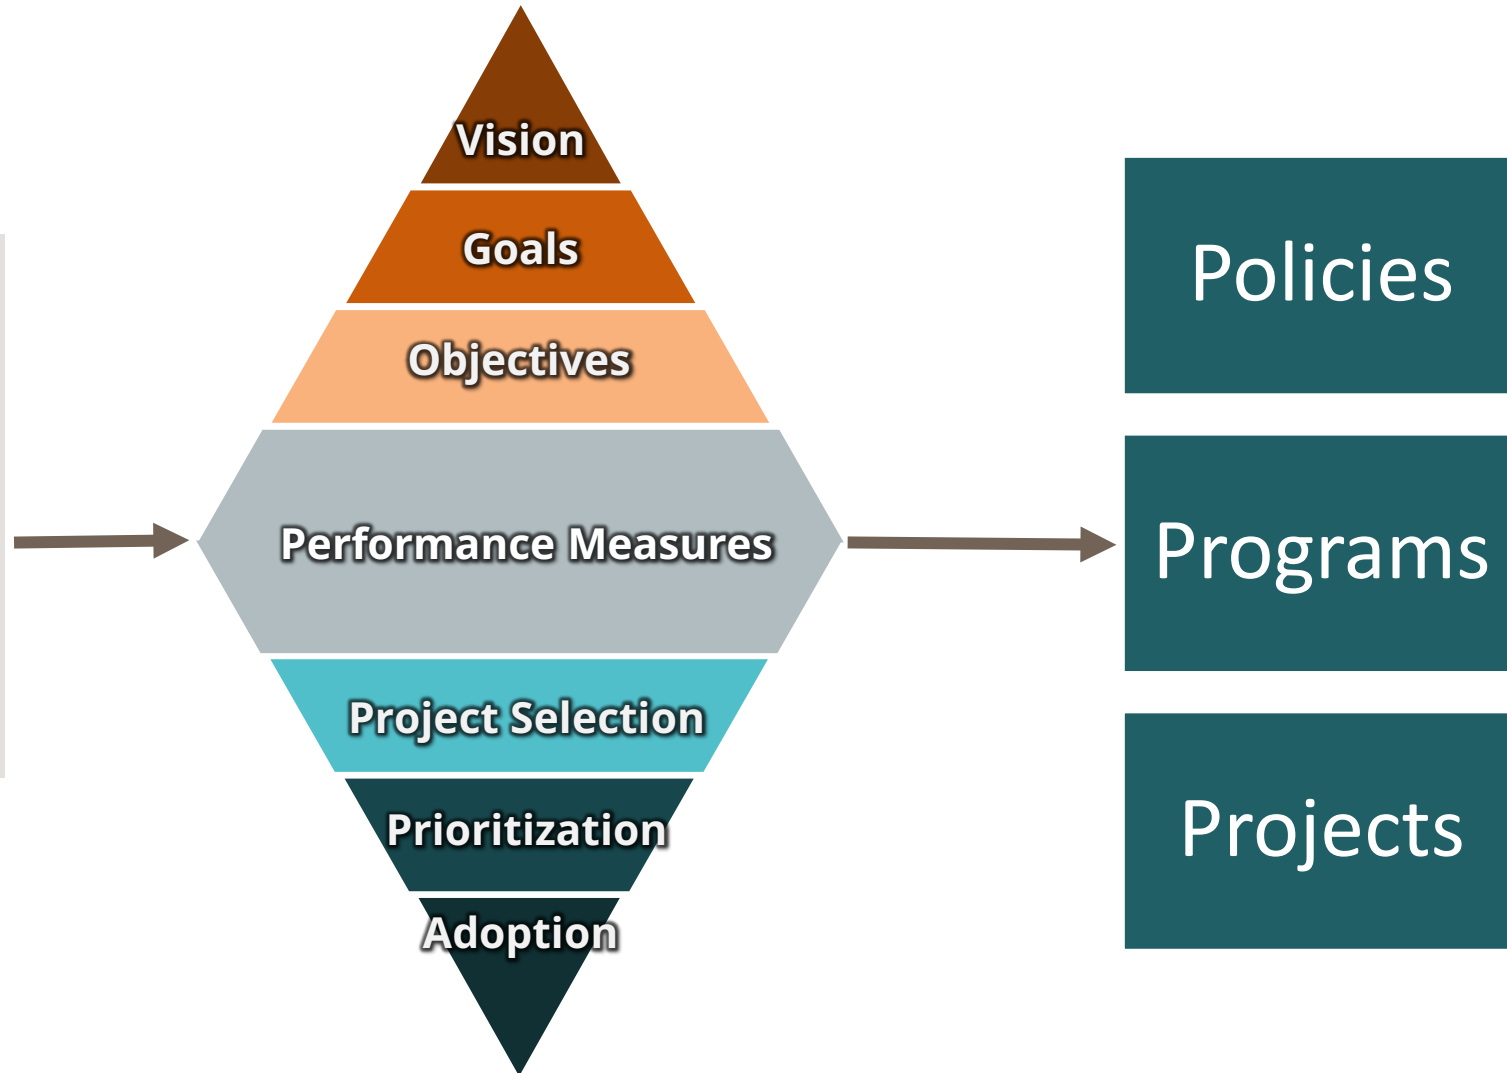 Vision
Goals
Objectives
Performance Measures
Project Selection
Prioritization
Adoption
Policies
Programs
Projects